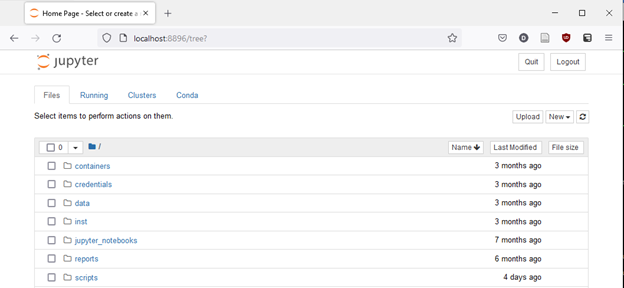 Home Page - Select or create a
localhost:8896/tree?
jupyter
Quit Logout
Files Running Clusters Conda
Select items to perform actions on them.
Upload New
0 / Name Last Modified File size
containers 3 months ago
credentials 3 months ago
data 3 months ago
inst 3 months ago
jupyter_notebooks 7 months ago
reports 6 months ago
scripts 4 days ago